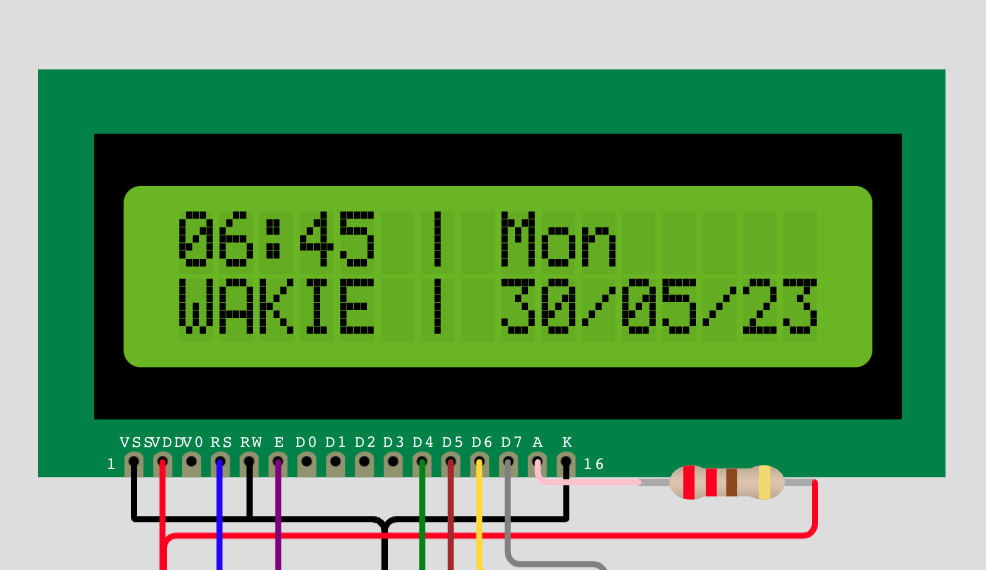 06:45 | Mon
WAKIE | 30/05/23
VSS VDD V0 RS RW E D0 D1 D2 D3 D4 D5 D6 D7 A K
1 16